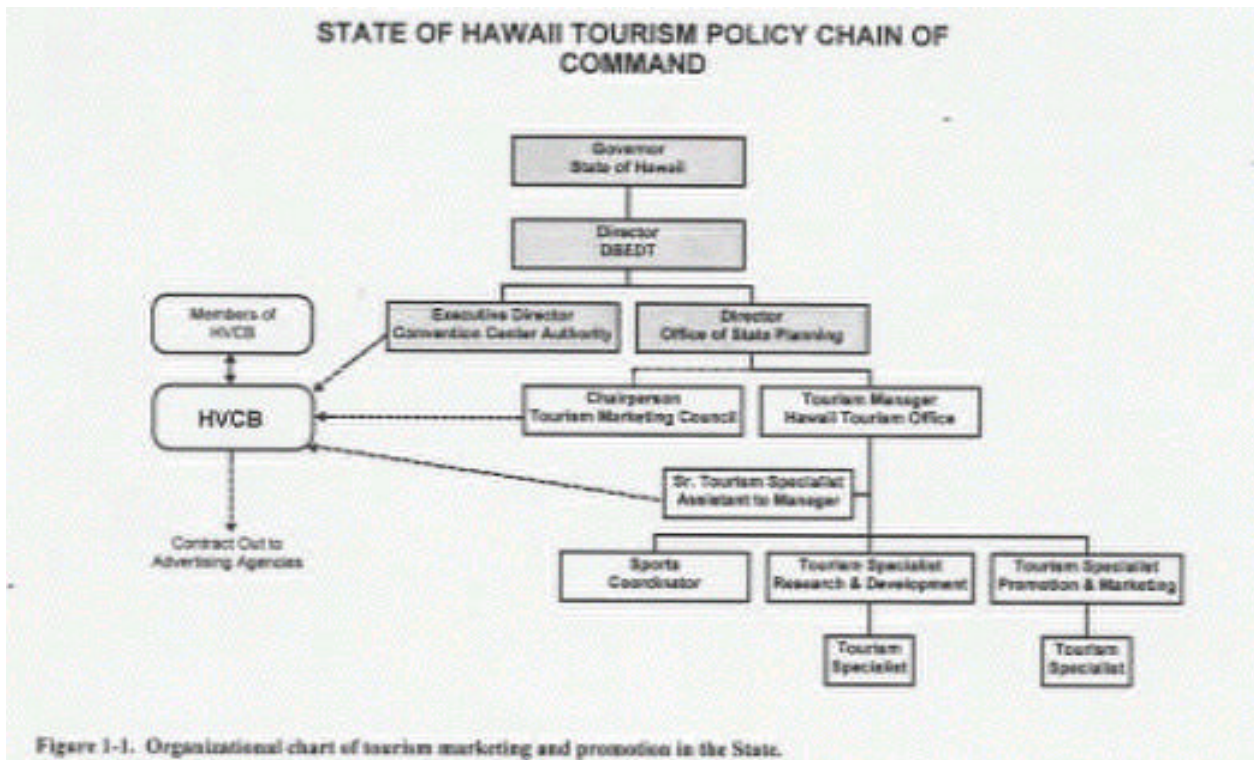 STATE OF HAWAII TOURISM POLICY CHAIN OF
COMMAND
Governor
State of Hawaii
Director
DBEDT
Members of
HVCB
Executive Director
Convention Center Authority
Director
Office of State Planning
HVCB
Chairperson
Tourism Marketing Council
Tourism Manager
Hawaii Tourism Office
Sr. Tourism Specialist
Assistant to Manager
Contract Out to
Advertising Agencies
Sports
Coordinator
Tourism Specialist
Research & Development
Tourism Specialist
Promotion & Marketing
Tourism
Specialist
Tourism
Specialist
Figure 1-1. Organizational chart of tourism marketing and promotion in the State.